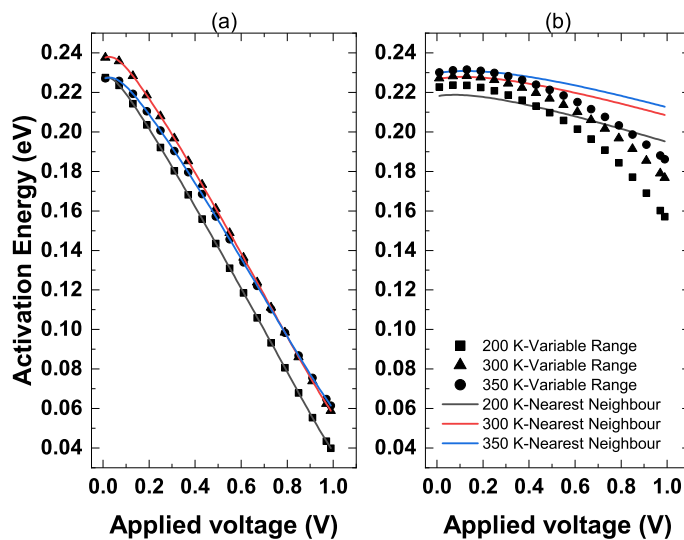 (a)
(b)
Activation Energy (eV)
0.24
0.22
0.20
0.18
0.16
0.14
0.12
0.10
0.08
0.06
0.04
0.0 0.2 0.4 0.6 0.8 1.0
Applied voltage (V)
0.24
0.22
0.20
0.18
0.16
0.14
0.12
0.10
0.08
0.06
0.04
200 K-Variable Range
300 K-Variable Range
350 K-Variable Range
200 K-Nearest Neighbour
300 K-Nearest Neighbour
350 K-Nearest Neighbour
0.0 0.2 0.4 0.6 0.8 1.0
Applied voltage (V)